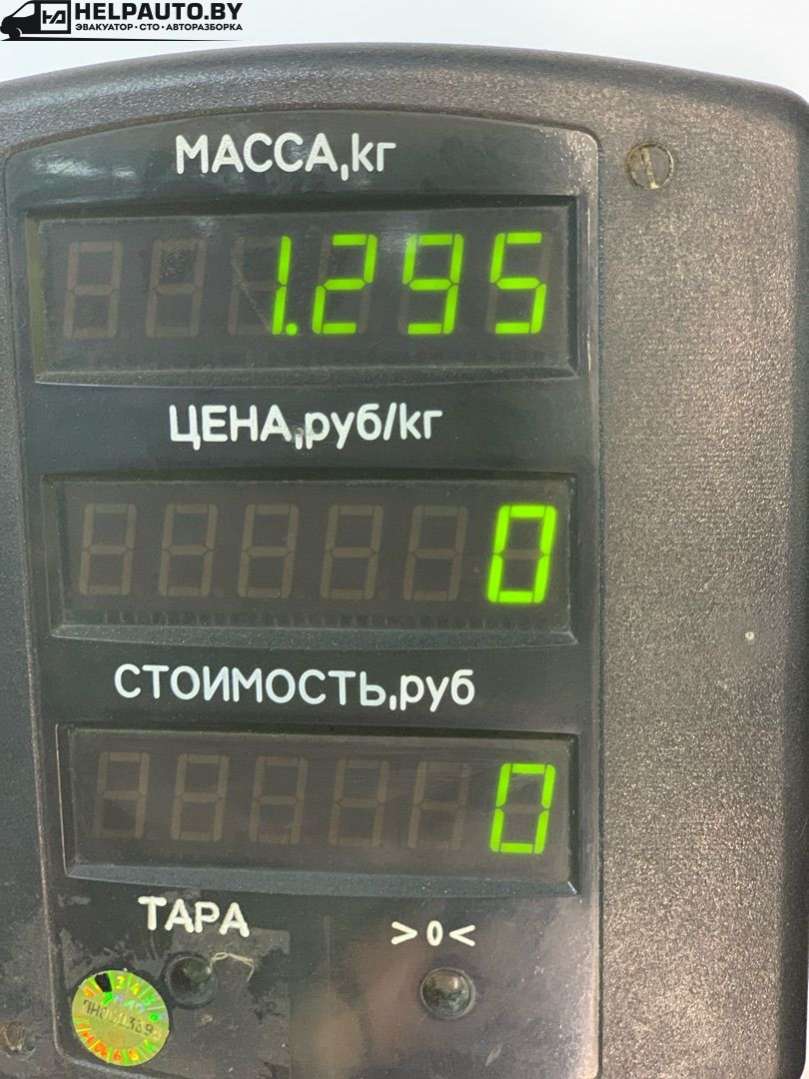 HELPAUTO.BY
ЭВАКУАТОР • СТО • АВТОРАЗБОРКА
МАССА,кг
1.295
ЦЕНА,руб/кг
0
СТОИМОСТЬ,руб
0
ТАРА
>0<